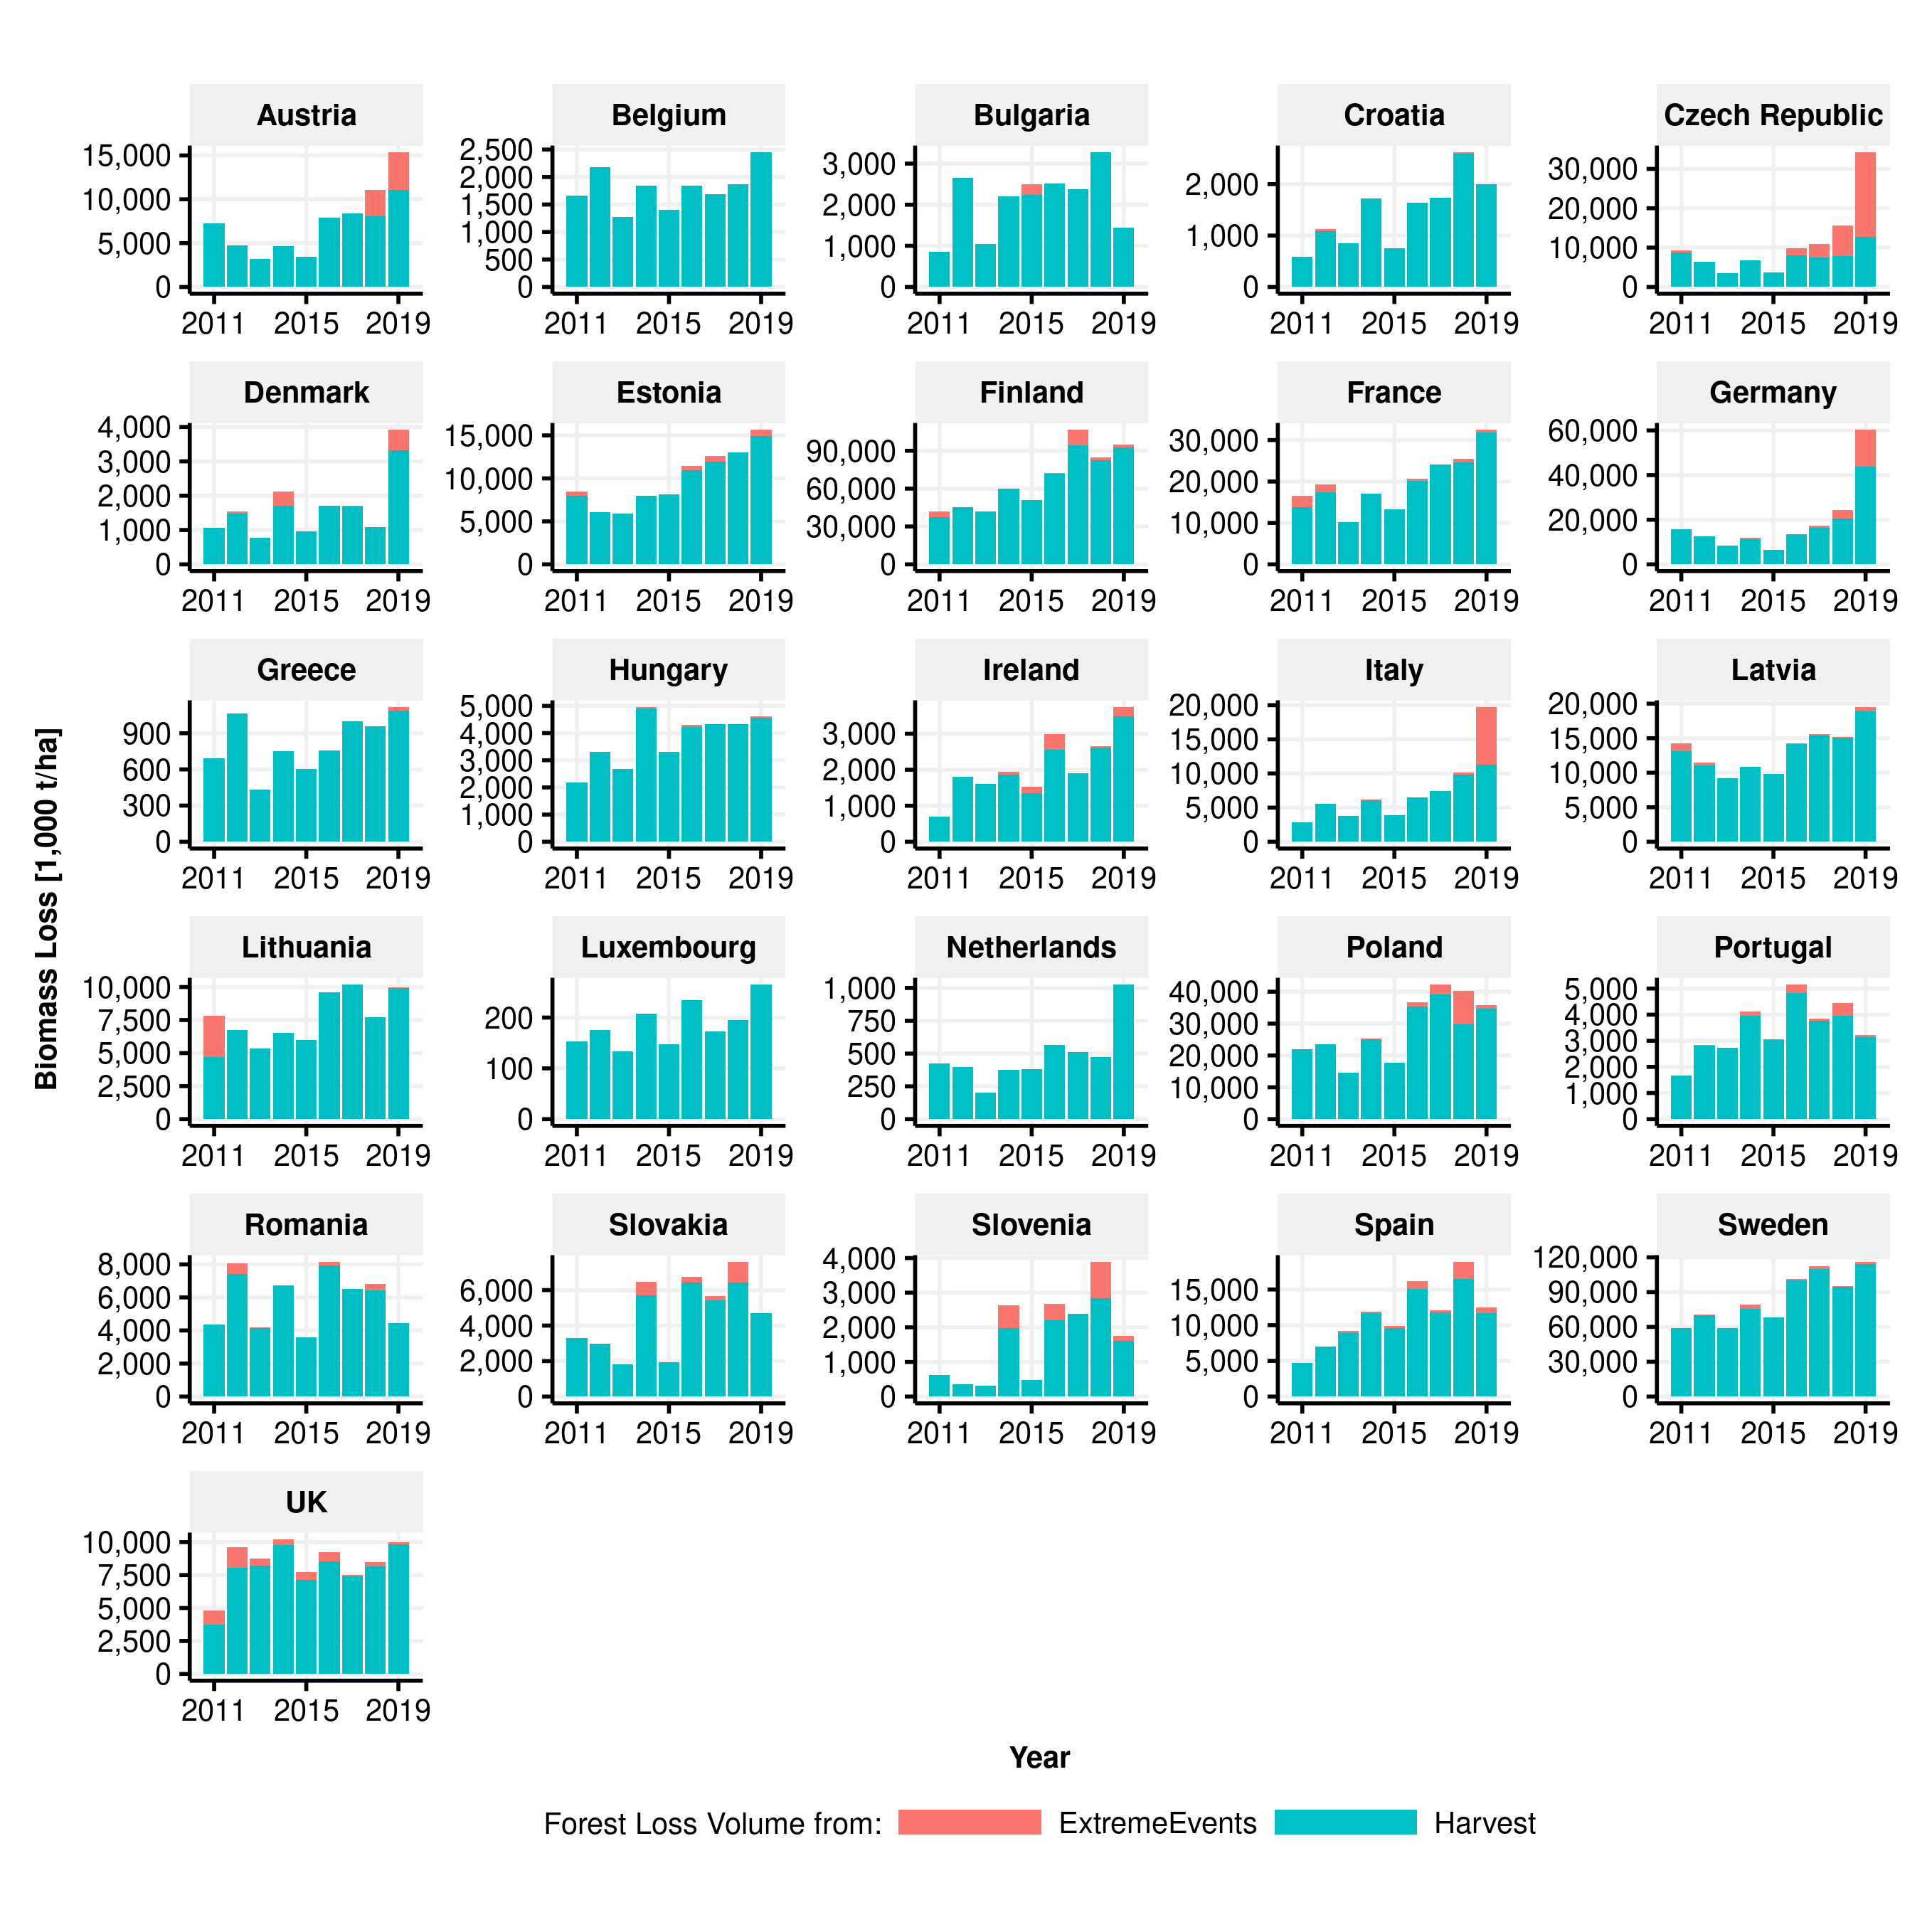 Austria
Belgium
Bulgaria
Croatia
Czech Republic
15,000
10,000
5,000
0
2011 2015 2019
2,500
2,000
1,500
1,000
500
0
2011 2015 2019
3,000
2,000
1,000
0
2011 2015 2019
2,000
1,000
0
2011 2015 2019
30,000
20,000
10,000
0
2011 2015 2019
Denmark
Estonia
Finland
France
Germany
4,000
3,000
2,000
1,000
0
2011 2015 2019
15,000
10,000
5,000
0
2011 2015 2019
90,000
60,000
30,000
0
2011 2015 2019
30,000
20,000
10,000
0
2011 2015 2019
60,000
40,000
20,000
0
2011 2015 2019
Greece
Hungary
Ireland
Italy
Latvia
900
600
300
0
2011 2015 2019
5,000
4,000
3,000
2,000
1,000
0
2011 2015 2019
3,000
2,000
1,000
0
2011 2015 2019
20,000
15,000
10,000
5,000
0
2011 2015 2019
20,000
15,000
10,000
5,000
0
2011 2015 2019
Biomass Loss [1,000 t/ha]
Lithuania
Luxembourg
Netherlands
Poland
Portugal
10,000
7,500
5,000
2,500
0
2011 2015 2019
200
100
0
2011 2015 2019
1,000
750
500
250
0
2011 2015 2019
40,000
30,000
20,000
10,000
0
2011 2015 2019
5,000
4,000
3,000
2,000
1,000
0
2011 2015 2019
Romania
Slovakia
Slovenia
Spain
Sweden
8,000
6,000
4,000
2,000
0
2011 2015 2019
6,000
4,000
2,000
0
2011 2015 2019
4,000
3,000
2,000
1,000
0
2011 2015 2019
15,000
10,000
5,000
0
2011 2015 2019
120,000
90,000
60,000
30,000
0
2011 2015 2019
UK
10,000
7,500
5,000
2,500
0
2011 2015 2019
Year
Forest Loss Volume from: ExtremeEvents Harvest